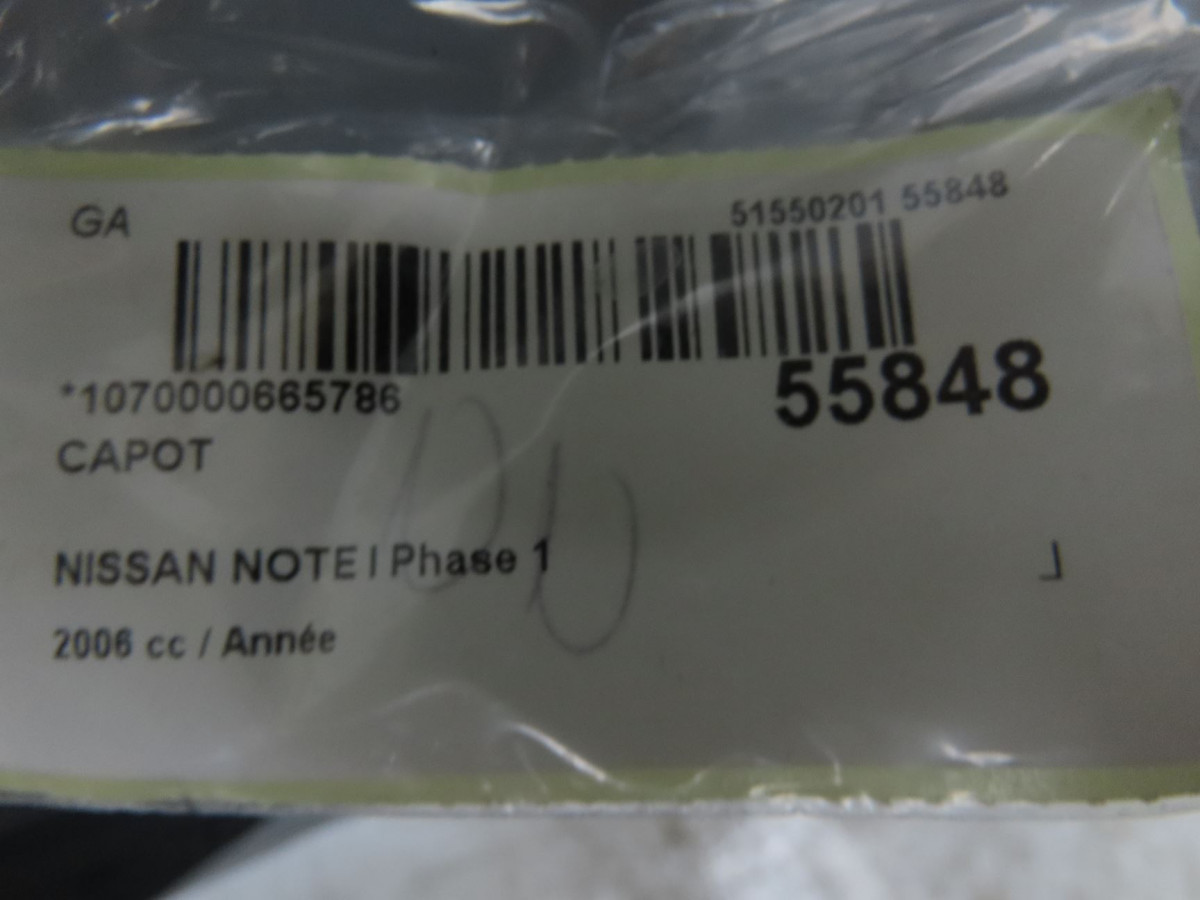 GA
51550201 55848
*1070000665786
55848
CAPOT
NISSAN NOTE I Phase 1
2006 cc / Année